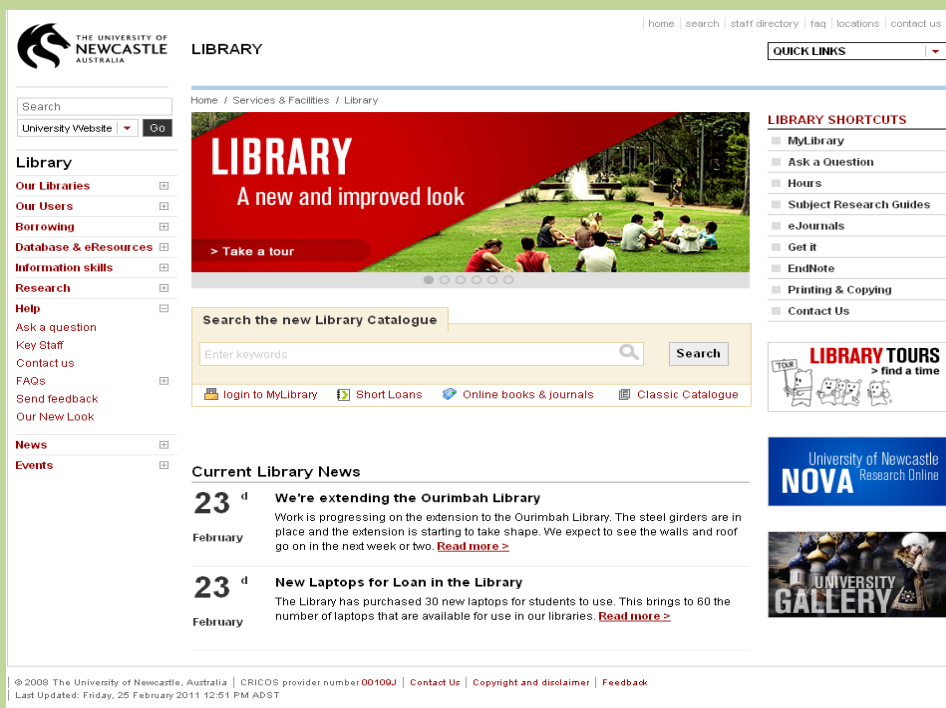 home | search | staff directory | faq | locations | contact us
THE UNIVERSITY OF
NEWCASTLE
AUSTRALIA
LIBRARY
QUICK LINKS
Search
University Website
Go
Library
Our Libraries
Our Users
Borrowing
Database & eResources
Information skills
Research
Help
Ask a question
Key Staff
Contact us
FAQs
Send feedback
Our New Look
News
Events
Home / Services & Facilities / Library
LIBRARY
A new and improved look
> Take a tour
Search the new Library Catalogue
Enter keywords
Search
login to MyLibrary
Short Loans
Online books & journals
Classic Catalogue
Current Library News
23 d
February
We're extending the Ourimbah Library
Work is progressing on the extension to the Ourimbah Library. The steel girders are in
place and the extension is starting to take shape. We expect to see the walls and roof
go on in the next week or two. Read more >
23 d
February
New Laptops for Loan in the Library
The Library has purchased 30 new laptops for students to use. This brings to 60 the
number of laptops that are available for use in our libraries. Read more >
LIBRARY SHORTCUTS
MyLibrary
Ask a Question
Hours
Subject Research Guides
eJournals
Get it
EndNote
Printing & Copying
Contact Us
TOUR
LIBRARY TOURS
> find a time
University of Newcastle
NOVA Research Online
UNIVERSITY
GALLERY
© 2008 The University of Newcastle, Australia | CRICOS provider number 00109J | Contact Us | Copyright and disclaimer | Feedback
Last Updated: Friday, 25 February 2011 12:51 PM ADST